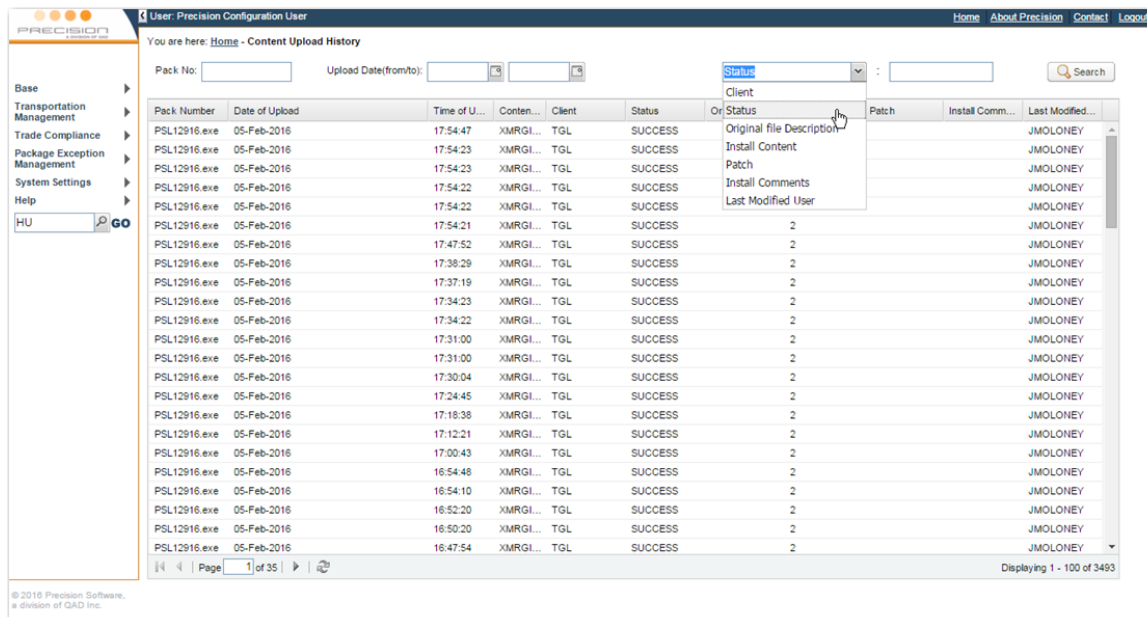 PRECISION
A DIVISION OF QAD
User: Precision Configuration User
Home About Precision Contact Logout
You are here: Home - Content Upload History
Pack No: Upload Date(from/to): Status : Search
Client
Status
Original file Description
Install Content
Patch
Install Comments
Last Modified User
Base
Transportation
Management
Trade Compliance
Package Exception
Management
System Settings
Help
HU GO
Pack Number Date of Upload Time of U... Conten... Client Status Or Patch Install Comm... Last Modified...
PSL12916.exe 05-Feb-2016 17:54:47 XMRGI... TGL SUCCESS JMOLONEY
PSL12916.exe 05-Feb-2016 17:54:23 XMRGI... TGL SUCCESS JMOLONEY
PSL12916.exe 05-Feb-2016 17:54:23 XMRGI... TGL SUCCESS JMOLONEY
PSL12916.exe 05-Feb-2016 17:54:22 XMRGI... TGL SUCCESS JMOLONEY
PSL12916.exe 05-Feb-2016 17:54:22 XMRGI... TGL SUCCESS JMOLONEY
PSL12916.exe 05-Feb-2016 17:54:21 XMRGI... TGL SUCCESS 2 JMOLONEY
PSL12916.exe 05-Feb-2016 17:47:52 XMRGI... TGL SUCCESS 2 JMOLONEY
PSL12916.exe 05-Feb-2016 17:38:29 XMRGI... TGL SUCCESS 2 JMOLONEY
PSL12916.exe 05-Feb-2016 17:37:19 XMRGI... TGL SUCCESS 2 JMOLONEY
PSL12916.exe 05-Feb-2016 17:34:23 XMRGI... TGL SUCCESS 2 JMOLONEY
PSL12916.exe 05-Feb-2016 17:34:22 XMRGI... TGL SUCCESS 2 JMOLONEY
PSL12916.exe 05-Feb-2016 17:31:00 XMRGI... TGL SUCCESS 2 JMOLONEY
PSL12916.exe 05-Feb-2016 17:31:00 XMRGI... TGL SUCCESS 2 JMOLONEY
PSL12916.exe 05-Feb-2016 17:30:04 XMRGI... TGL SUCCESS 2 JMOLONEY
PSL12916.exe 05-Feb-2016 17:24:45 XMRGI... TGL SUCCESS 2 JMOLONEY
PSL12916.exe 05-Feb-2016 17:18:38 XMRGI... TGL SUCCESS 2 JMOLONEY
PSL12916.exe 05-Feb-2016 17:12:21 XMRGI... TGL SUCCESS 2 JMOLONEY
PSL12916.exe 05-Feb-2016 17:00:43 XMRGI... TGL SUCCESS 2 JMOLONEY
PSL12916.exe 05-Feb-2016 16:54:48 XMRGI... TGL SUCCESS 2 JMOLONEY
PSL12916.exe 05-Feb-2016 16:54:10 XMRGI... TGL SUCCESS 2 JMOLONEY
PSL12916.exe 05-Feb-2016 16:52:20 XMRGI... TGL SUCCESS 2 JMOLONEY
PSL12916.exe 05-Feb-2016 16:50:20 XMRGI... TGL SUCCESS 2 JMOLONEY
PSL12916.exe 05-Feb-2016 16:47:54 XMRGI... TGL SUCCESS 2 JMOLONEY
Page 1 of 35 Displaying 1 - 100 of 3493
© 2016 Precision Software,
a division of QAD Inc.